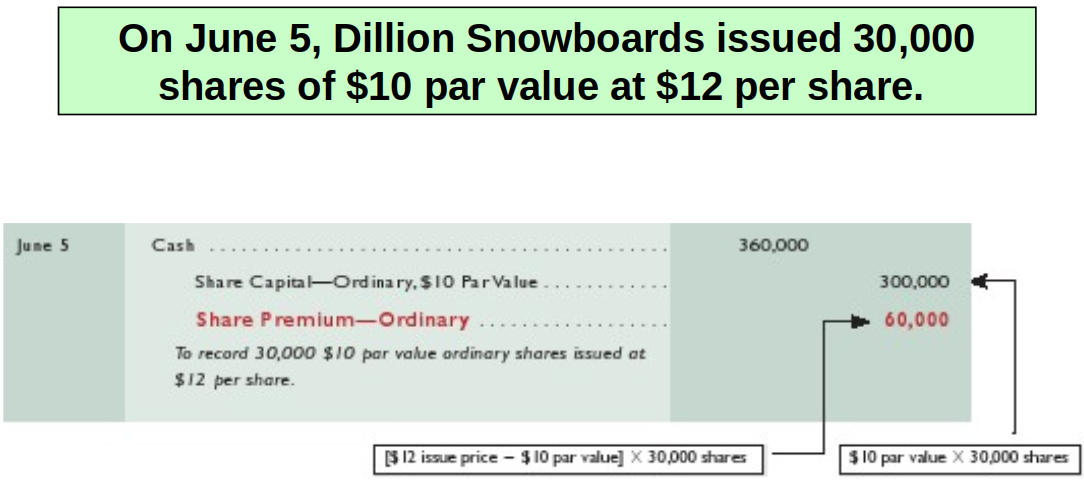 On June 5, Dillion Snowboards issued 30,000
shares of $10 par value at $12 per share.
June 5 Cash ........................................ 360,000
Share Capital—Ordinary, $10 Par Value ............ 300,000
Share Premium—Ordinary .................. 60,000
To record 30,000 $10 par value ordinary shares issued at
$12 per share.
[$12 issue price − $10 par value] × 30,000 shares
$10 par value × 30,000 shares